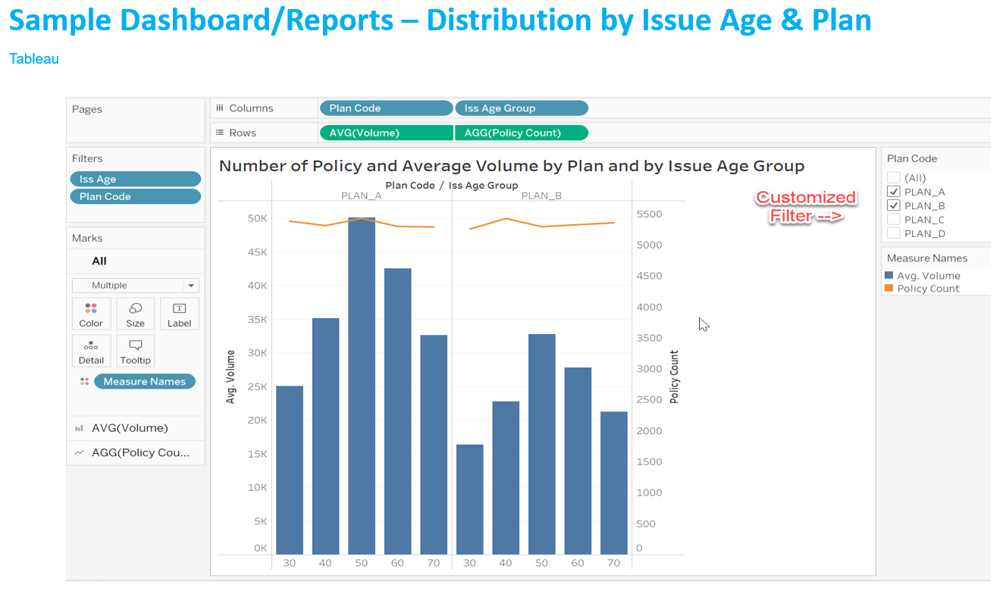 Sample Dashboard/Reports – Distribution by Issue Age & Plan
Tableau
Pages
Columns
Plan Code
Iss Age Group
Rows
AVG(Volume)
AGG(Policy Count)
Filters
Iss Age
Plan Code
Marks
All
Multiple
Color
Size
Label
Detail
Tooltip
Measure Names
AVG(Volume)
AGG(Policy Cou...
Number of Policy and Average Volume by Plan and by Issue Age Group
Plan Code / Iss Age Group
PLAN_A
PLAN_B
Avg. Volume
50K
45K
40K
35K
30K
25K
20K
15K
10K
5K
0K
30 40 50 60 70 30 40 50 60 70
5500
5000
4500
4000
3500
3000
2500
2000
1500
1000
500
0
Policy Count
Customized
Filter -->
Plan Code
(All)
PLAN_A
PLAN_B
PLAN_C
PLAN_D
Measure Names
Avg. Volume
Policy Count